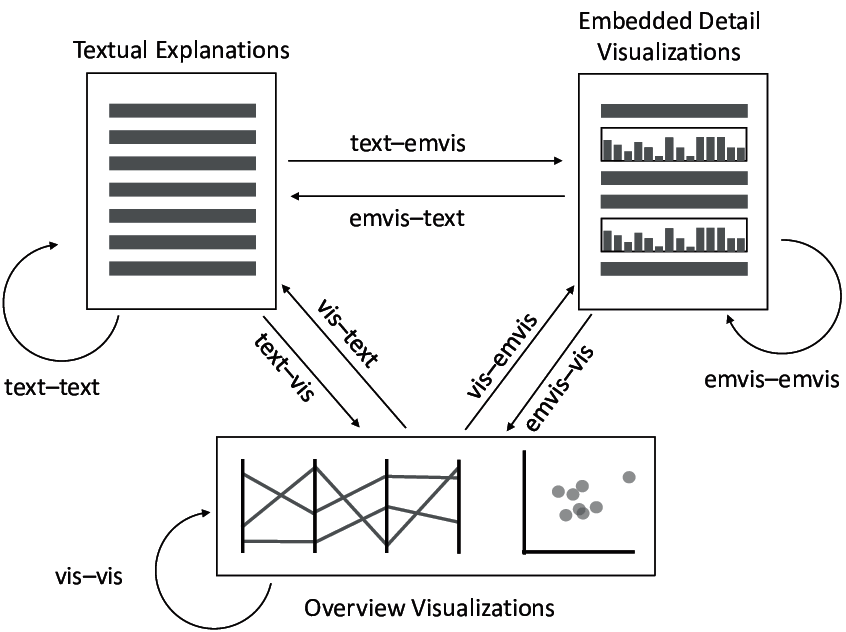 Embedded Detail
Visualizations
Textual Explanations
text–emvis
emvis–text
vis–text
text–vis
vis–emvis
emvis–vis
text–text
emvis–emvis
vis–vis
Overview Visualizations